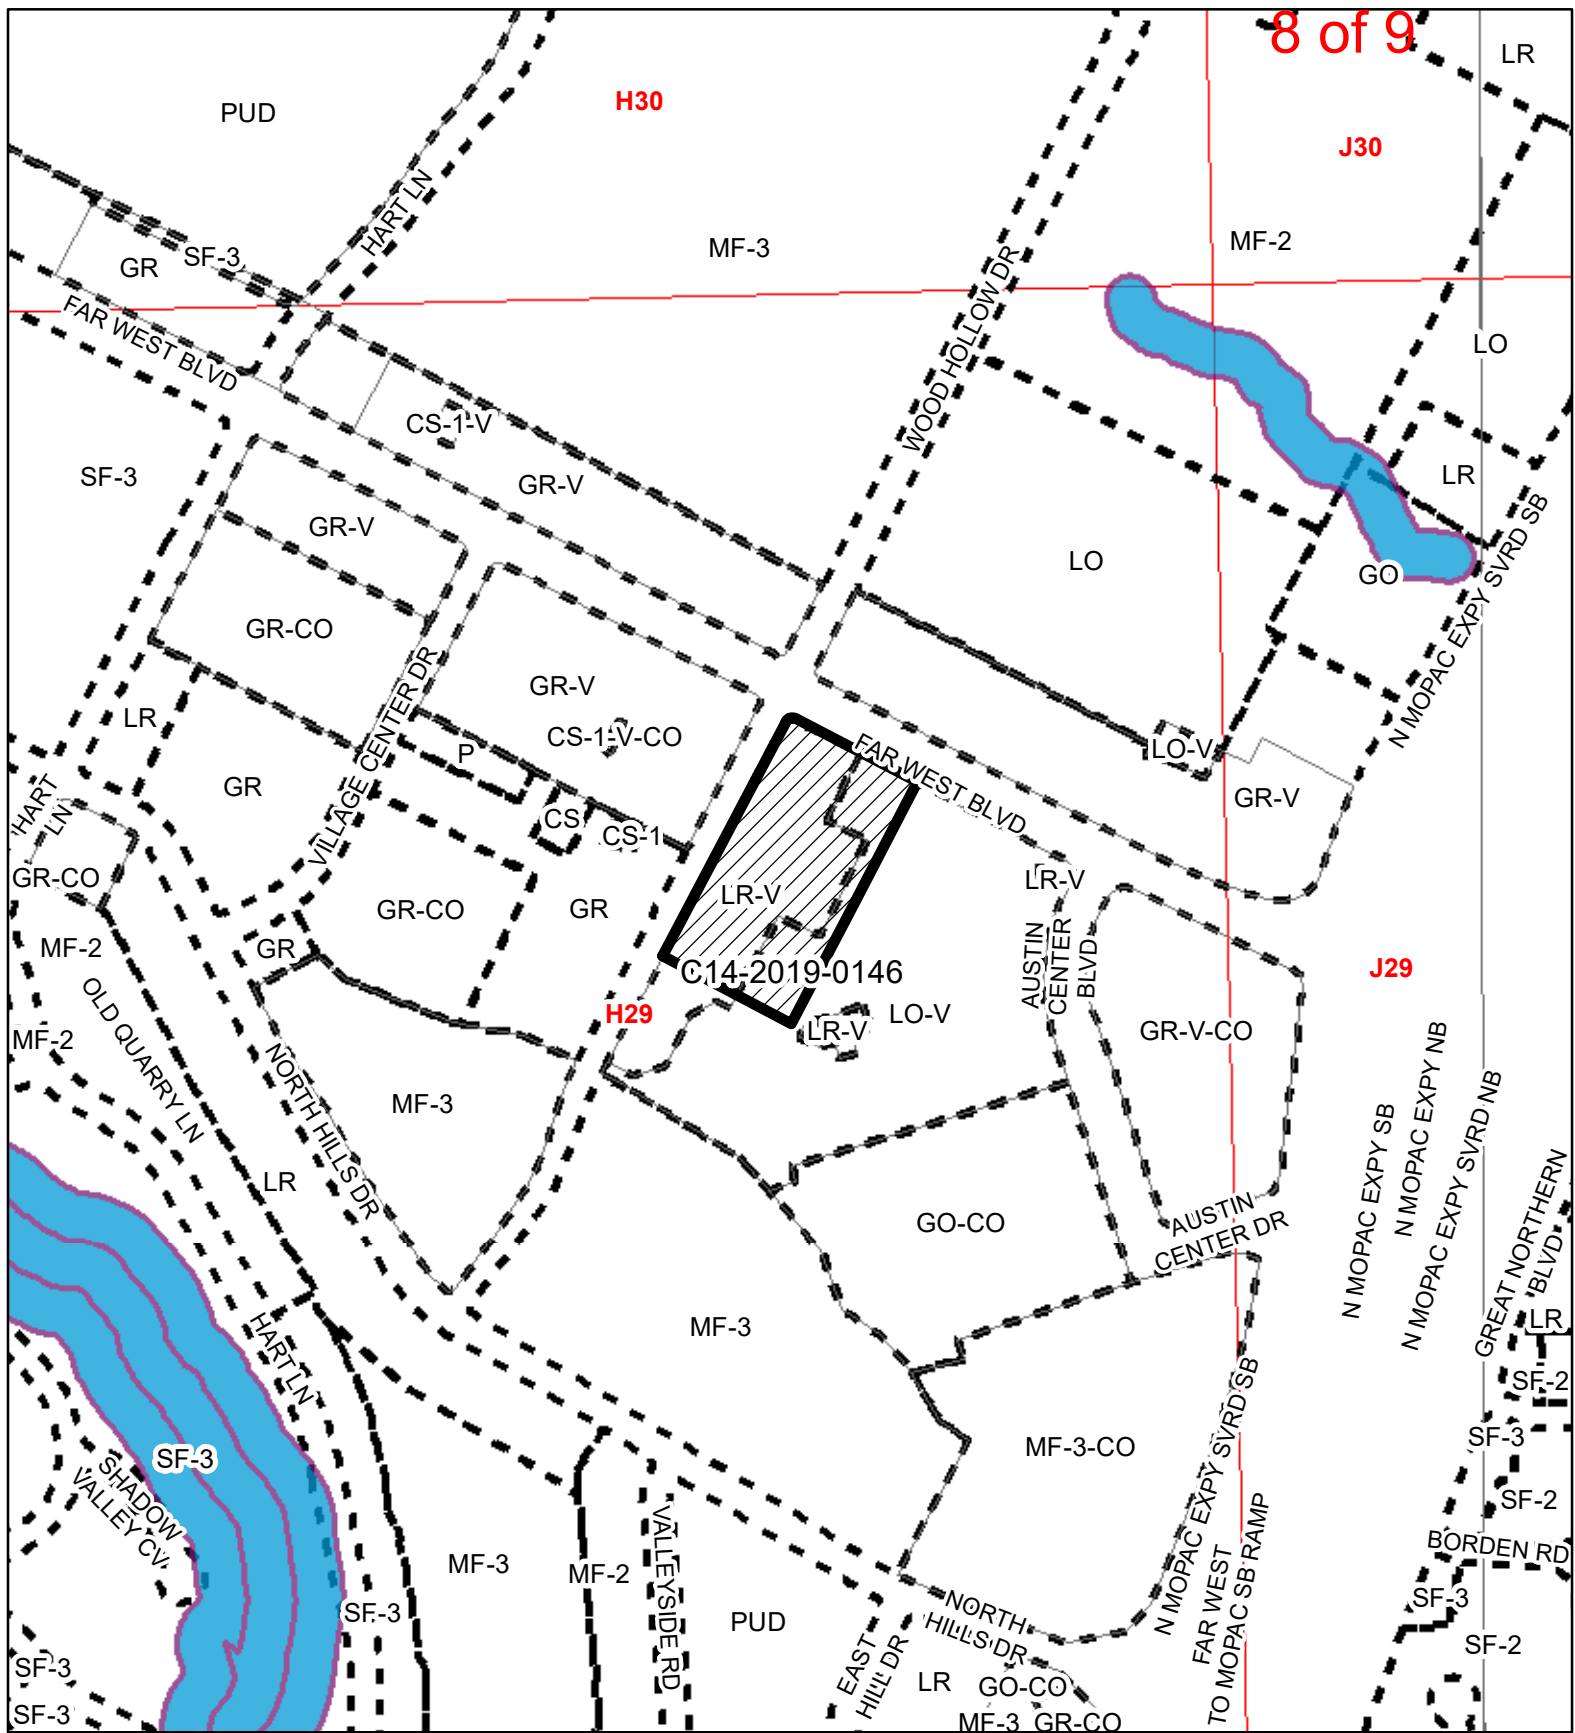 8 of 9
LR
PUD
H30
J30
HART LN
MF-3
MF-2
SF-3
GR
FAR WEST BLVD
WOOD HOLLOW DR
LO
CS-1-V
SF-3
GR-V
LR
GR-V
N MOPAC EXPY SVRD SB
LO
GO
GR-CO
VILLAGE CENTER DR
GR-V
LR
CS-1-V-CO
P
FAR WEST BLVD
LO-V
GR
GR-V
HART
LN
CS
CS-1
GR-CO
LR-V
LR-V
GR-CO
GR
MF-2
GR
AUSTIN
CENTER
BLVD
C14-2019-0146
J29
H29
LO-V
LR-V
GR-V-CO
MF-2
OLD QUARRY LN
NORTH HILLS DR
MF-3
N MOPAC EXPY SB
N MOPAC EXPY NB
N MOPAC EXPY SVRD NB
LR
GO-CO
AUSTIN
CENTER DR
GREAT NORTHERN
BLVD
MF-3
LR
HART LN
SF-2
N MOPAC EXPY SVRD SB
SF-3
MF-3-CO
SF-3
SHADOW
VALLEY CV
SF-2
BORDEN RD
MF-3
MF-2
VALLEYSIDE RD
FAR WEST
TO MOPAC SB RAMP
SF-3
SF-3
PUD
NORTH
HILLS DR
SF-2
EAST
HILL DR
SF-3
LR
GO-CO
SF-3
MF-3
GR-CO